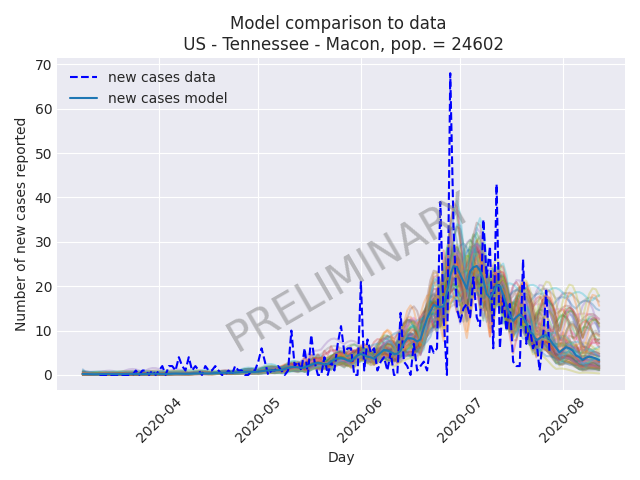 Model comparison to data
US - Tennessee - Macon, pop. = 24602
new cases data
new cases model
Number of new cases reported
70
60
50
40
30
20
10
0
PRELIMINARY
2020-04
2020-05
2020-06
2020-07
2020-08
Day